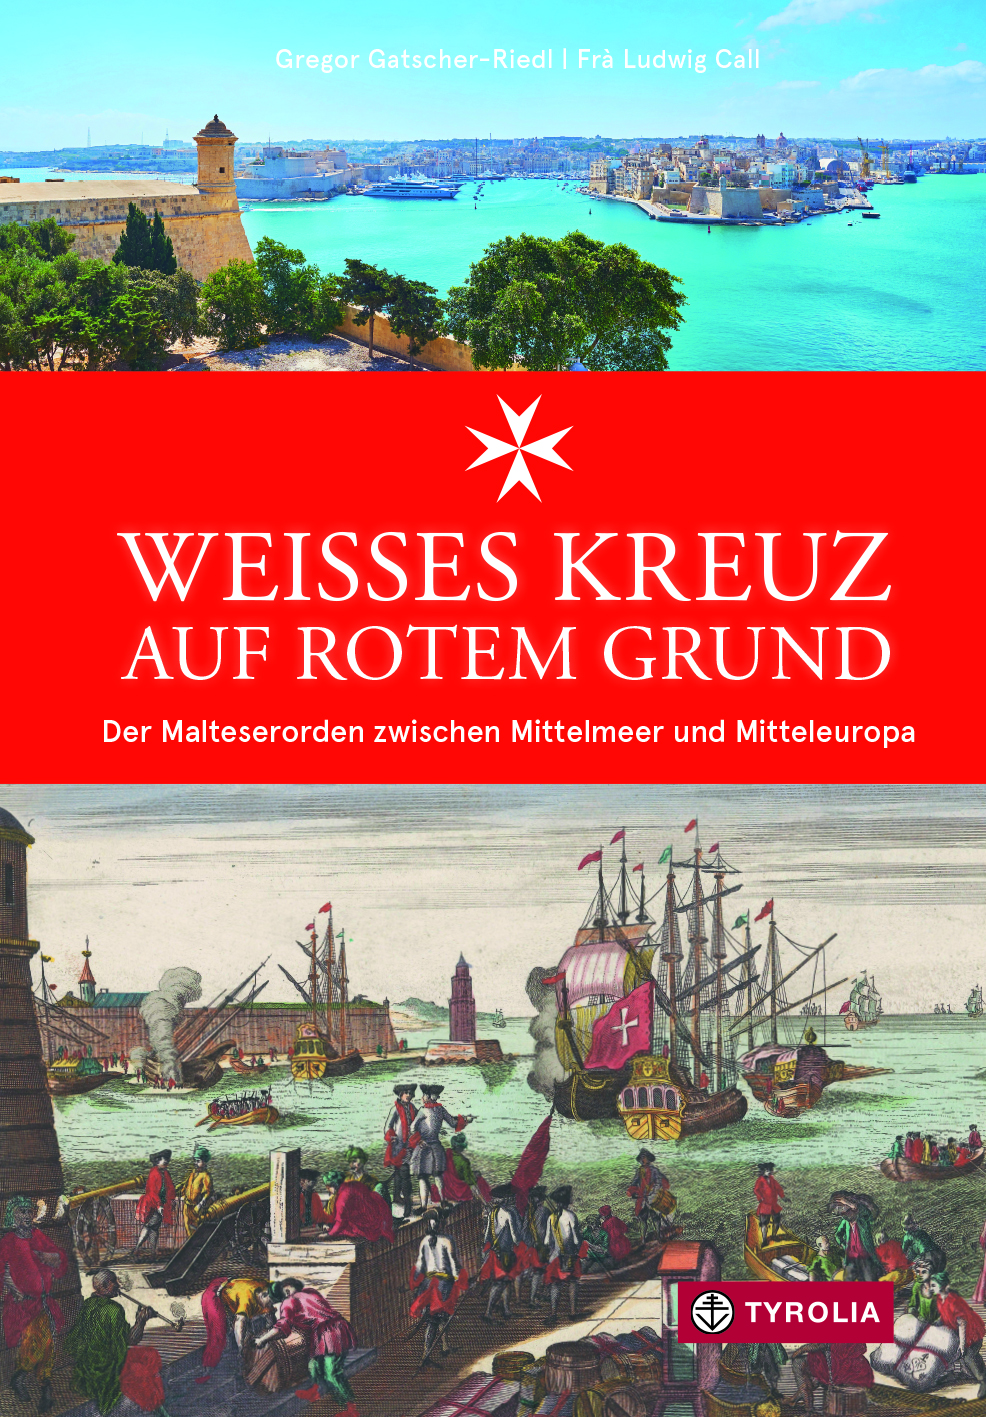 Gregor Gatscher-Riedl | Frà Ludwig Call
WEISSES KREUZ
AUF ROTEM GRUND
Der Malteserorden zwischen Mittelmeer und Mitteleuropa
TYROLIA